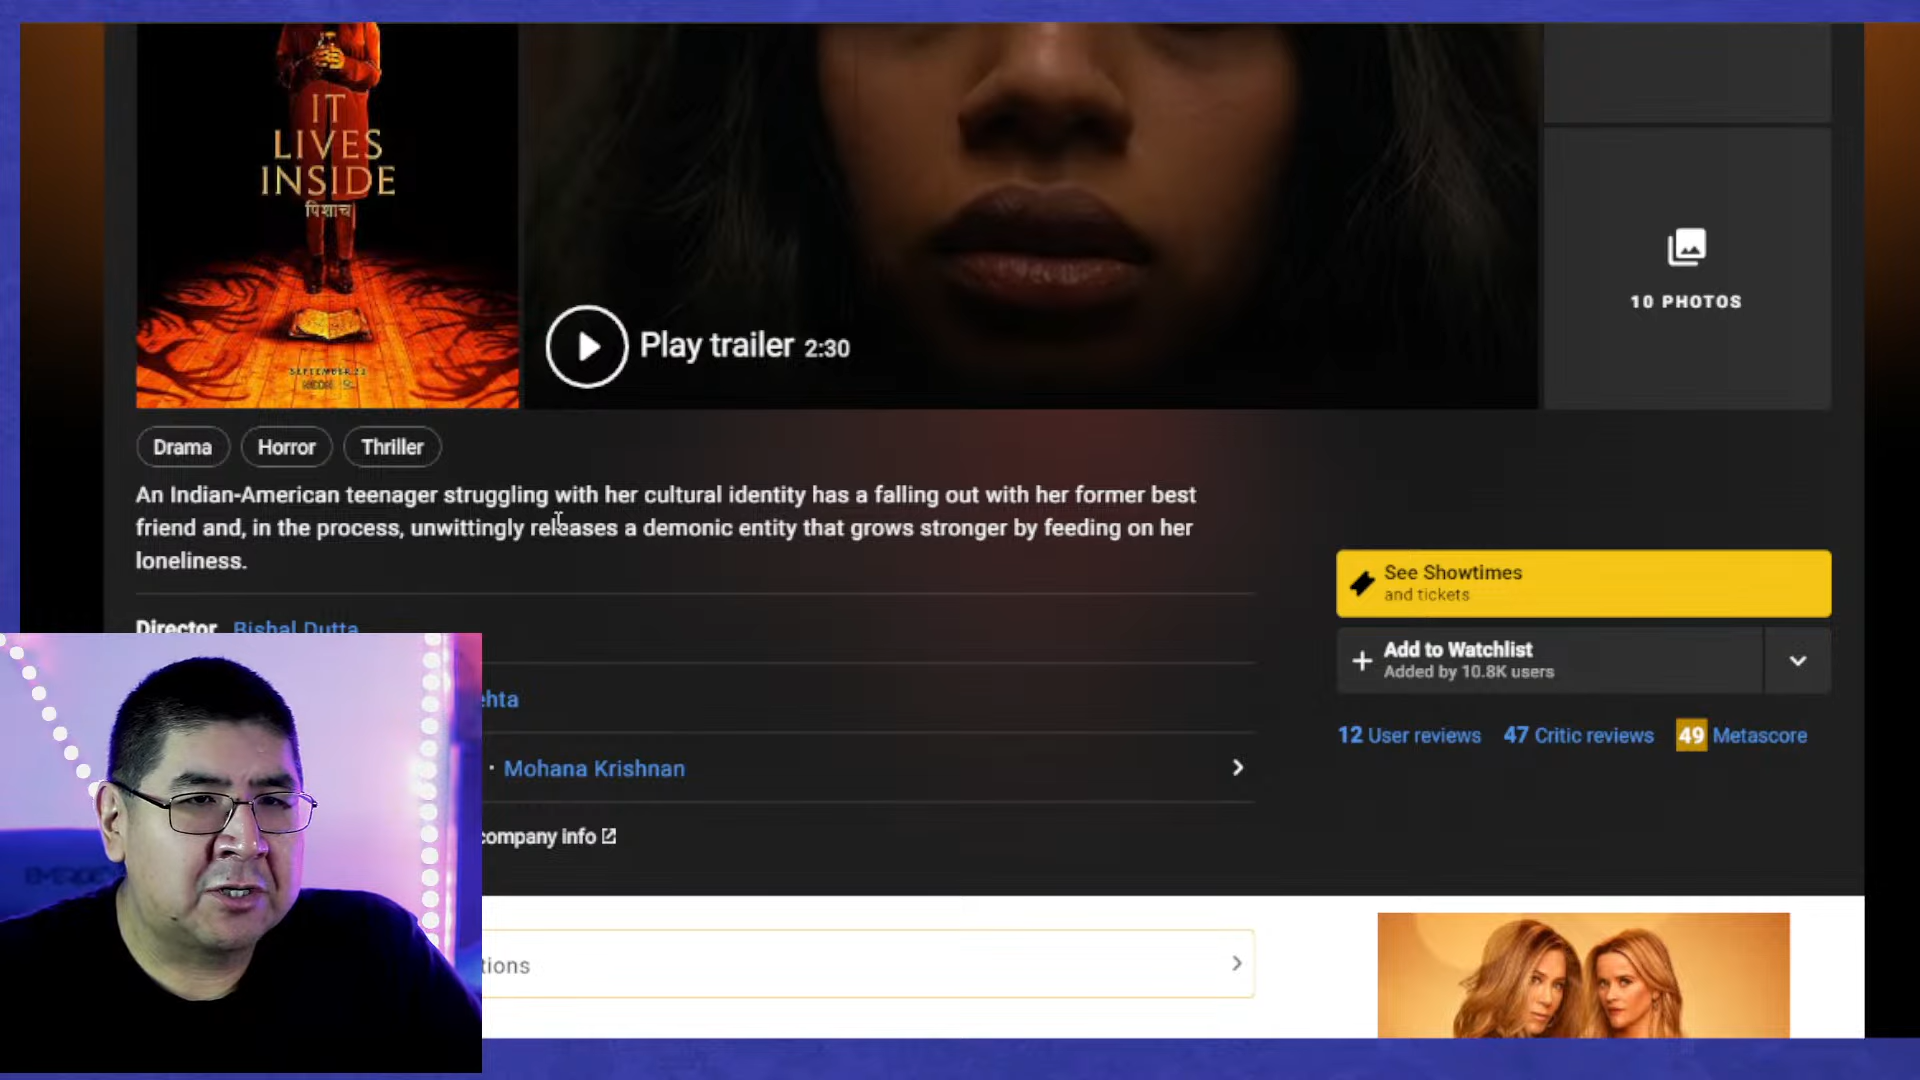 IT
LIVES
INSIDE
पिशाच
SEPTEMBER 22
Play trailer 2:30
10 PHOTOS
Drama
Horror
Thriller
An Indian-American teenager struggling with her cultural identity has a falling out with her former best
friend and, in the process, unwittingly releases a demonic entity that grows stronger by feeding on her
loneliness.
Director Bishal Dutta
ehta
· Mohana Krishnan
company info
tions
See Showtimes
and tickets
Add to Watchlist
Added by 10.8K users
12 User reviews 47 Critic reviews 49 Metascore